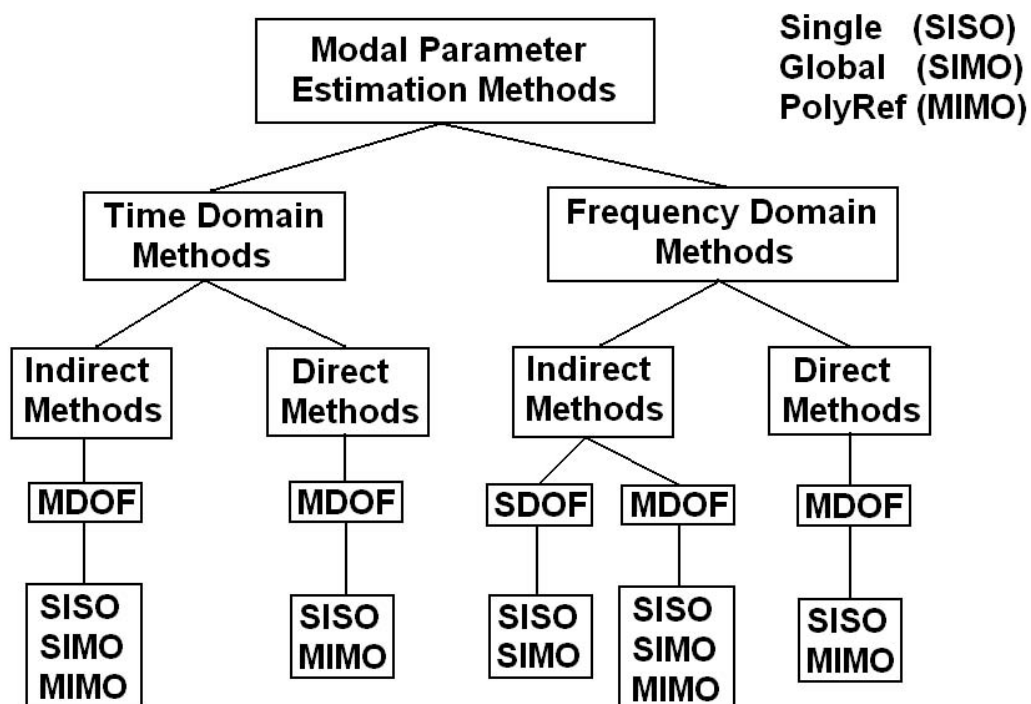 Modal Parameter
Estimation Methods
Single (SISO)
Global (SIMO)
PolyRef (MIMO)
Time Domain
Methods
Frequency Domain
Methods
Indirect
Methods
Direct
Methods
Indirect
Methods
Direct
Methods
MDOF
MDOF
SDOF
MDOF
MDOF
SISO
SIMO
MIMO
SISO
MIMO
SISO
SIMO
SISO
SIMO
MIMO
SISO
MIMO